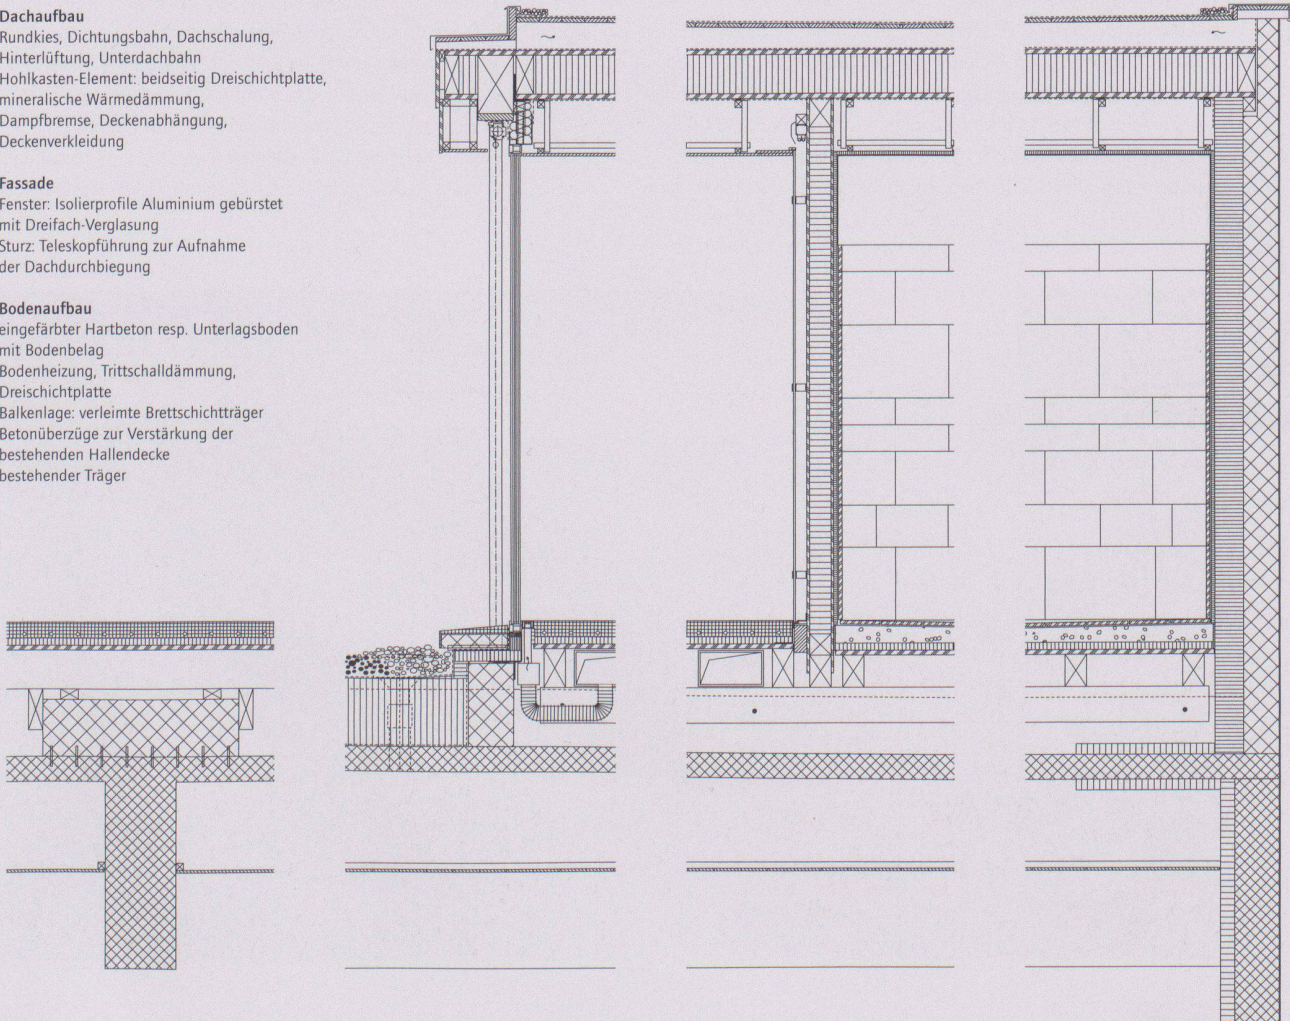 Dachaufbau
Rundkies, Dichtungsbahn, Dachschalung,
Hinterlüftung, Unterdachbahn
Hohlkasten-Element: beidseitig Dreischichtplatte,
mineralische Wärmedämmung,
Dampfbremse, Deckenabhängung,
Deckenverkleidung
Fassade
Fenster: Isolierprofile Aluminium gebürstet
mit Dreifach-Verglasung
Sturz: Teleskopführung zur Aufnahme
der Dachdurchbiegung
Bodenaufbau
eingefärbter Hartbeton resp. Unterlagsboden
mit Bodenbelag
Bodenheizung, Trittschalldämmung,
Dreischichtplatte
Balkenlage: verleimte Brettschichtträger
Betonüberzüge zur Verstärkung der
bestehenden Hallendecke
bestehender Träger